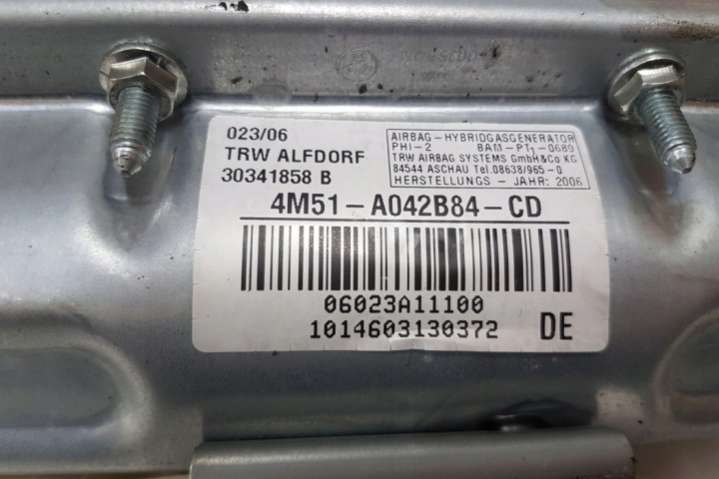 023/06
TRW ALFDORF
30341858 B
AIRBAG-HYBRIDGASGENERATOR
PHI-2 BAM-PT1-0689
TRW AIRBAG SYSTEMS GmbH&Co KG
84544 ASCHAU Tel.08638/965-0
HERSTELLUNGS - JAHR: 2006
4M51-A042B84-CD
06023A11100
1014603130372 DE